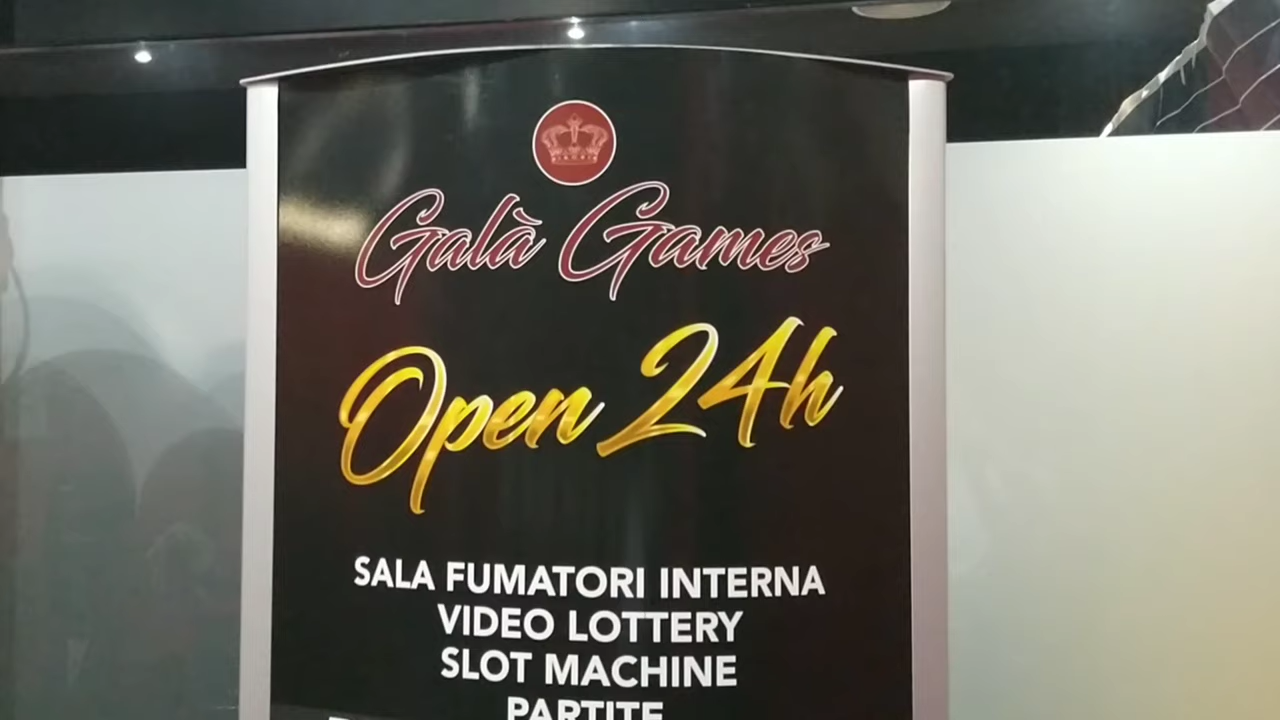 Galà Games
Open 24h
SALA FUMATORI INTERNA
VIDEO LOTTERY
SLOT MACHINE
PARTITE